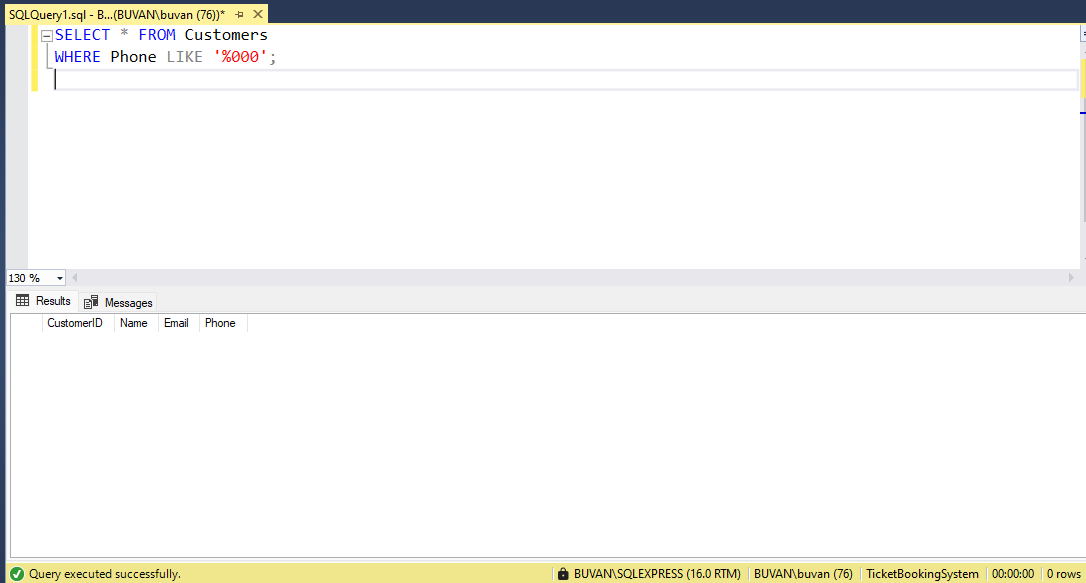 SQLQuery1.sql - B...(BUVAN\buvan (76))*
SELECT * FROM Customers
WHERE Phone LIKE '%000';
130 %
Results Messages
CustomerID Name Email Phone
Query executed successfully. BUVAN\SQLEXPRESS (16.0 RTM) BUVAN\buvan (76) TicketBookingSystem 00:00:00 0 rows